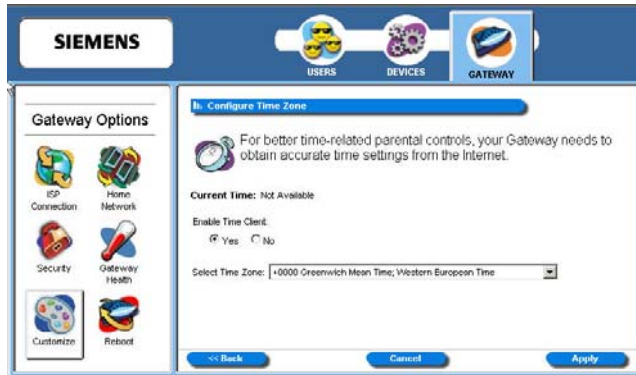 SIEMENS
USERS
DEVICES
GATEWAY
Gateway Options
ISP
Connection
Home
Network
Security
Gateway
Health
Customize
Reboot
Configure Time Zone
For better time-related parental controls, your Gateway needs to
obtain accurate time settings from the Internet.
Current Time: Not Available
Enable Time Client:
Yes No
Select Time Zone: +0000 Greenwich Mean Time; Western European Time
<< Back
Cancel
Apply